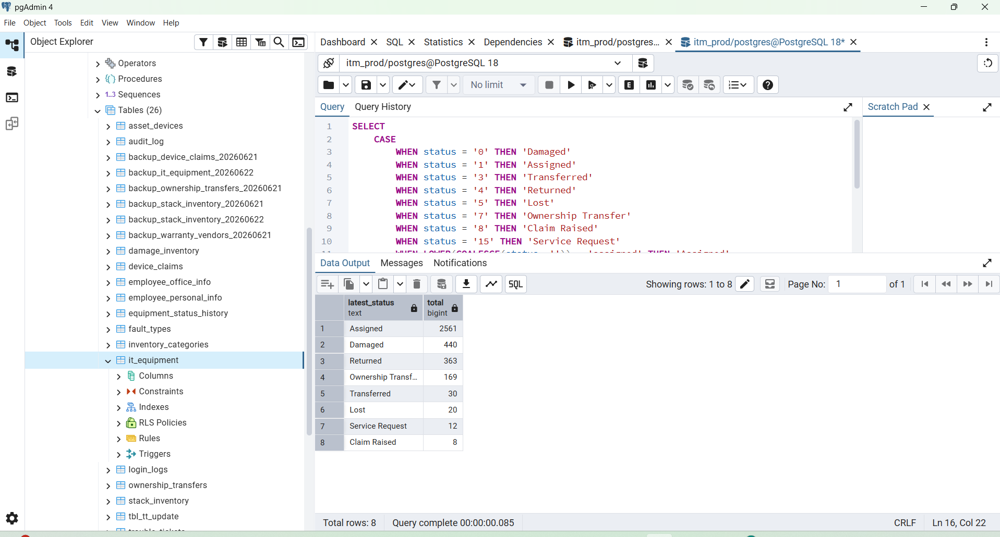 pgAdmin 4
File Object Tools Edit View Window Help
Object Explorer
Dashboard SQL Statistics Dependencies itm_prod/postgres... itm_prod/postgres@PostgreSQL 18*
Operators
Procedures
1..3 Sequences
Tables (26)
asset_devices
audit_log
backup_device_claims_20260621
backup_it_equipment_20260622
backup_ownership_transfers_20260621
backup_stack_inventory_20260621
backup_stack_inventory_20260622
backup_warranty_vendors_20260621
damage_inventory
device_claims
employee_office_info
employee_personal_info
equipment_status_history
fault_types
inventory_categories
it_equipment
Columns
Constraints
Indexes
RLS Policies
Rules
Triggers
login_logs
ownership_transfers
stack_inventory
tbl_tt_update
itm_prod/postgres@PostgreSQL 18
No limit
E
Query Query History
Scratch Pad
1 SELECT
2 CASE
3 WHEN status = '0' THEN 'Damaged'
4 WHEN status = '1' THEN 'Assigned'
5 WHEN status = '3' THEN 'Transferred'
6 WHEN status = '4' THEN 'Returned'
7 WHEN status = '5' THEN 'Lost'
8 WHEN status = '7' THEN 'Ownership Transfer'
9 WHEN status = '8' THEN 'Claim Raised'
10 WHEN status = '15' THEN 'Service Request'
Data Output Messages Notifications
SQL
Showing rows: 1 to 8 Page No: 1 of 1
latest_status text total bigint
1 Assigned 2561
2 Damaged 440
3 Returned 363
4 Ownership Transf... 169
5 Transferred 30
6 Lost 20
7 Service Request 12
8 Claim Raised 8
Total rows: 8 Query complete 00:00:00.085 CRLF Ln 16, Col 22